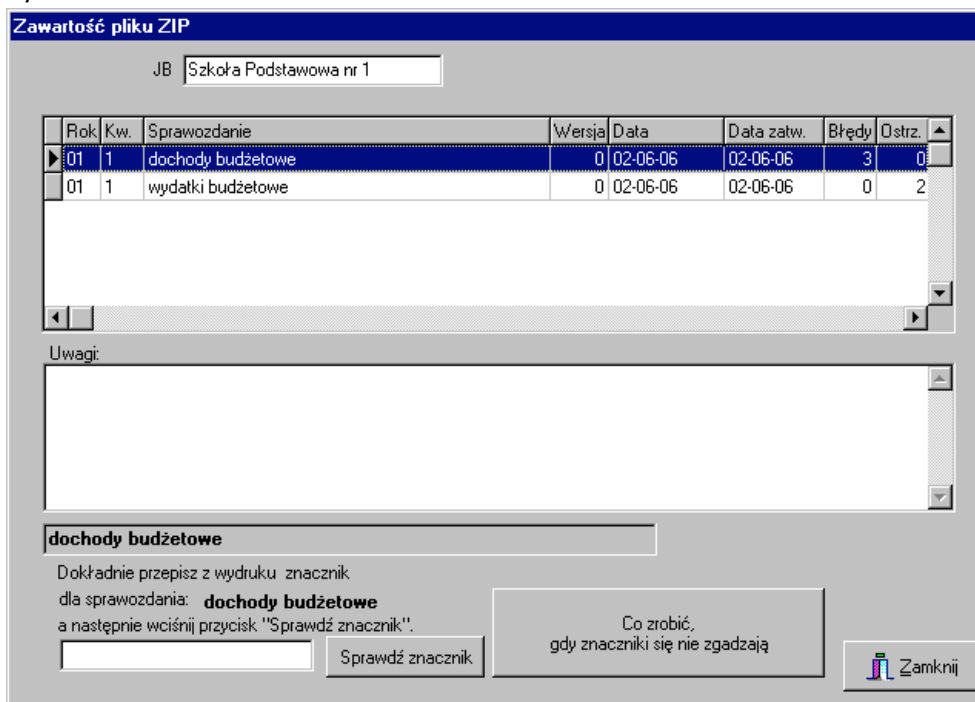 Zawartość pliku ZIP
JB Szkoła Podstawowa nr 1
Rok Kw. Sprawozdanie Wersja Data Data zatw. Błędy Ostrz.
01 1 dochody budżetowe 0 02-06-06 02-06-06 3 0
01 1 wydatki budżetowe 0 02-06-06 02-06-06 0 2
Uwagi:
dochody budżetowe
Dokładnie przepisz z wydruku znacznik
dla sprawozdania: dochody budżetowe
a następnie wciśnij przycisk "Sprawdź znacznik".
Sprawdź znacznik
Co zrobić,
gdy znaczniki się nie zgadzają
Zamknij